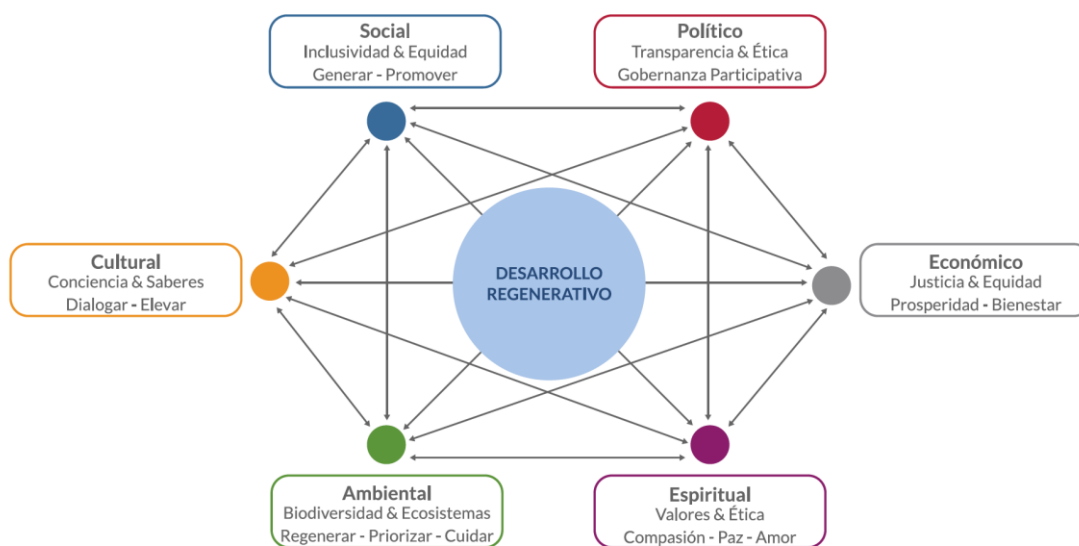 Social
Inclusividad & Equidad
Generar - Promover
Político
Transparencia & Ética
Gobernanza Participativa
Cultural
Conciencia & Saberes
Dialogar - Elevar
DESARROLLO
REGENERATIVO
Económico
Justicia & Equidad
Prosperidad - Bienestar
Ambiental
Biodiversidad & Ecosistemas
Regenerar - Priorizar - Cuidar
Espiritual
Valores & Ética
Compasión - Paz - Amor